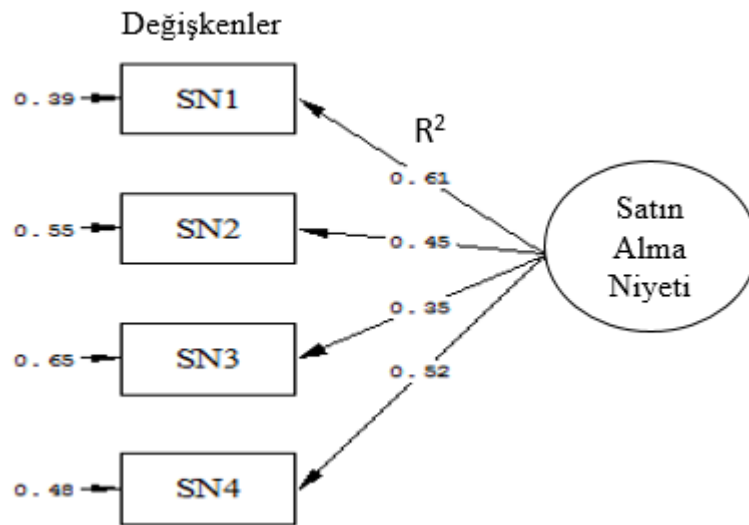 Değişkenler
0.39
SN1
R²
0.61
0.55
SN2
0.45
Satın
Alma
Niyeti
0.35
0.65
SN3
0.52
0.48
SN4